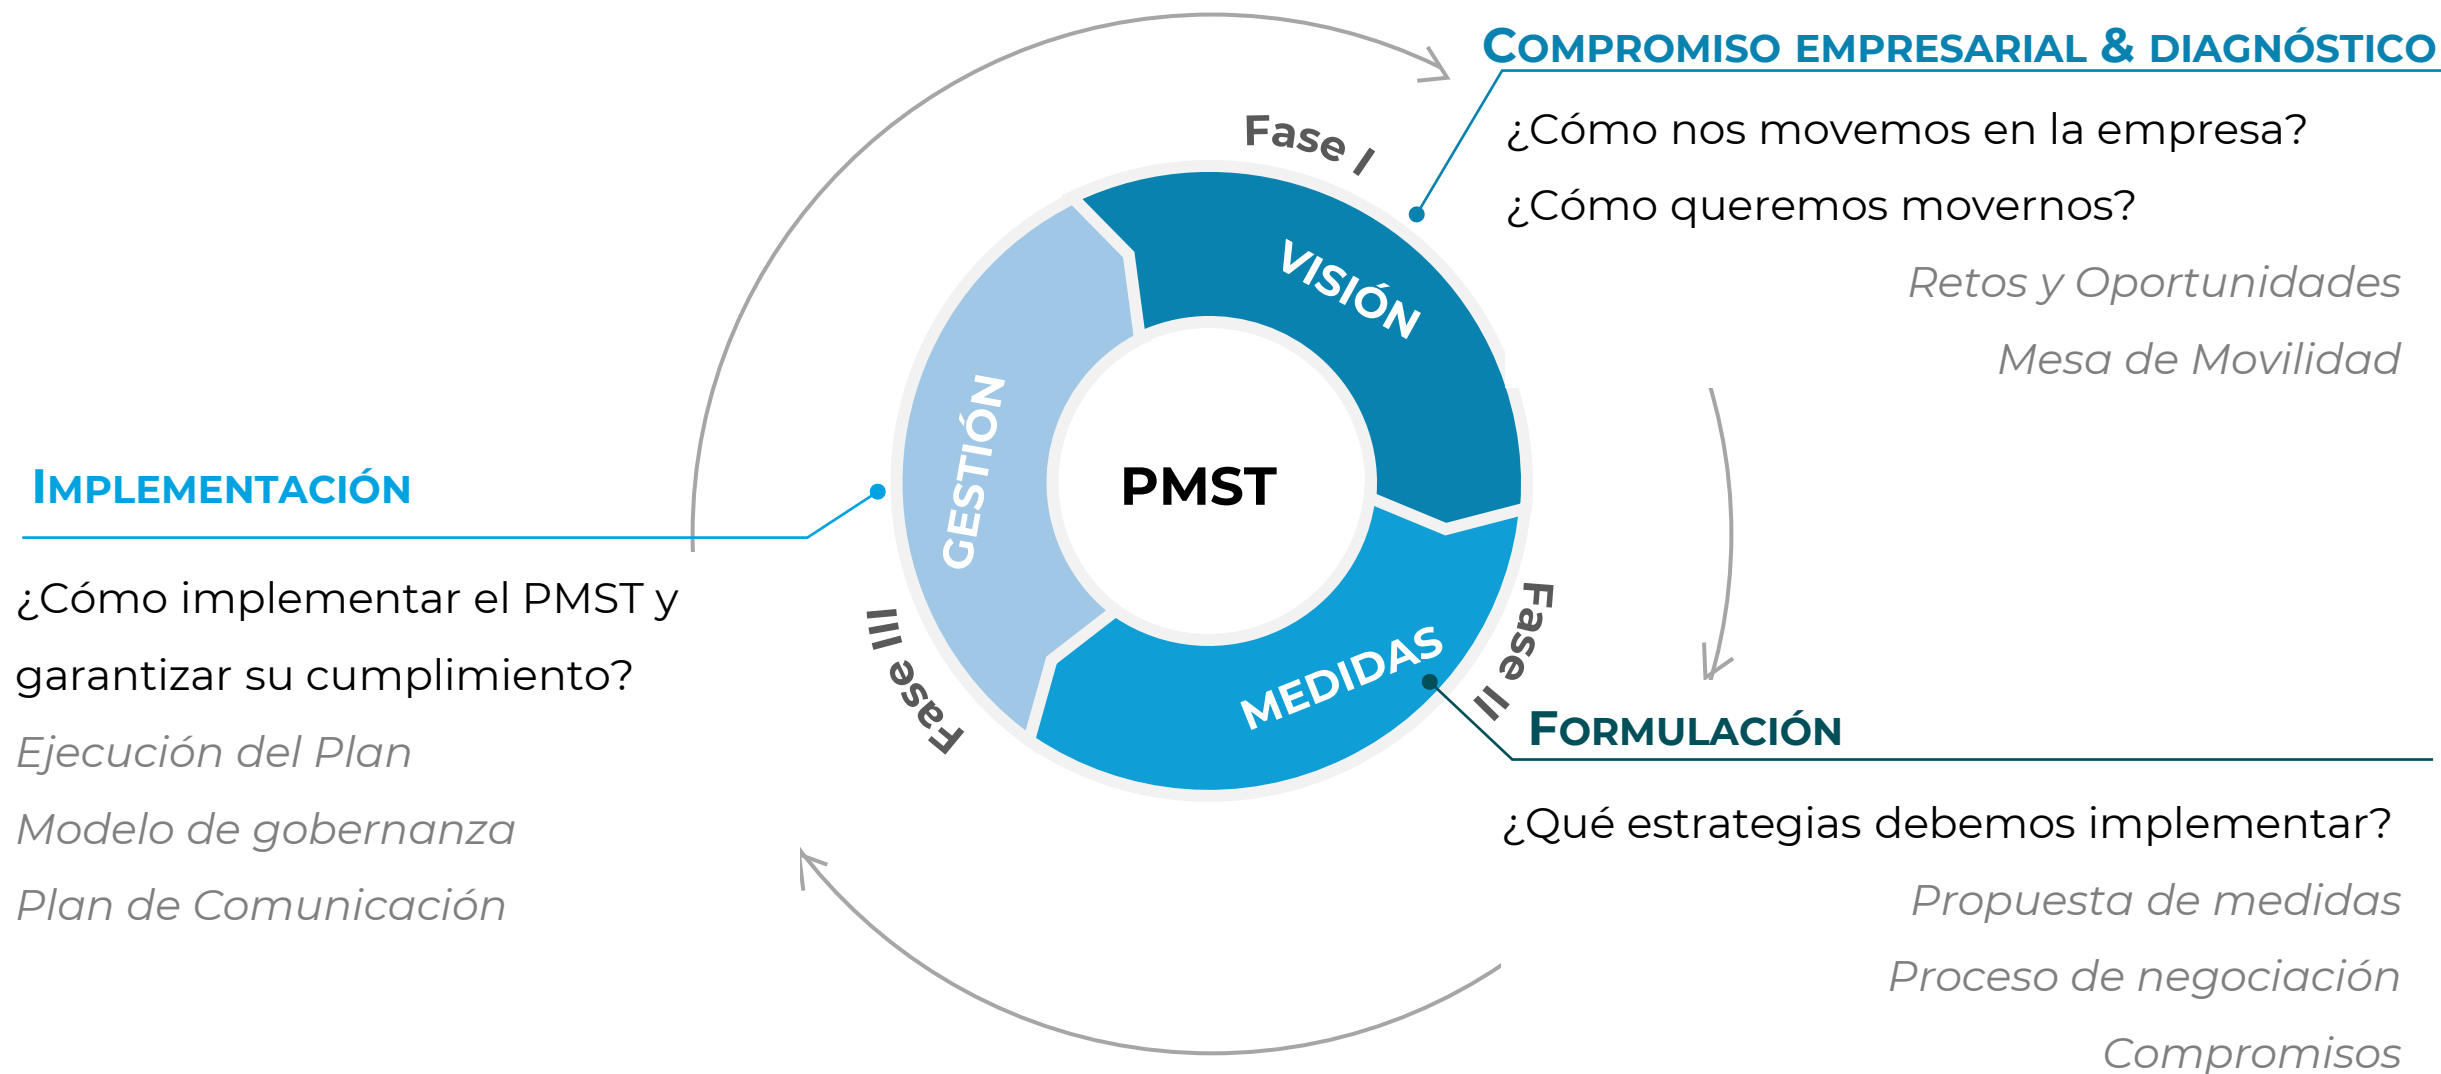 COMPROMISO EMPRESARIAL & DIAGNÓSTICO
¿Cómo nos movemos en la empresa?
¿Cómo queremos movernos?
Retos y Oportunidades
Mesa de Movilidad
Fase I
VISIÓN
PMST
MEDIDAS
Fase II
FORMULACIÓN
¿Qué estrategias debemos implementar?
Propuesta de medidas
Proceso de negociación
Compromisos
GESTIÓN
Fase III
IMPLEMENTACIÓN
¿Cómo implementar el PMST y
garantizar su cumplimiento?
Ejecución del Plan
Modelo de gobernanza
Plan de Comunicación